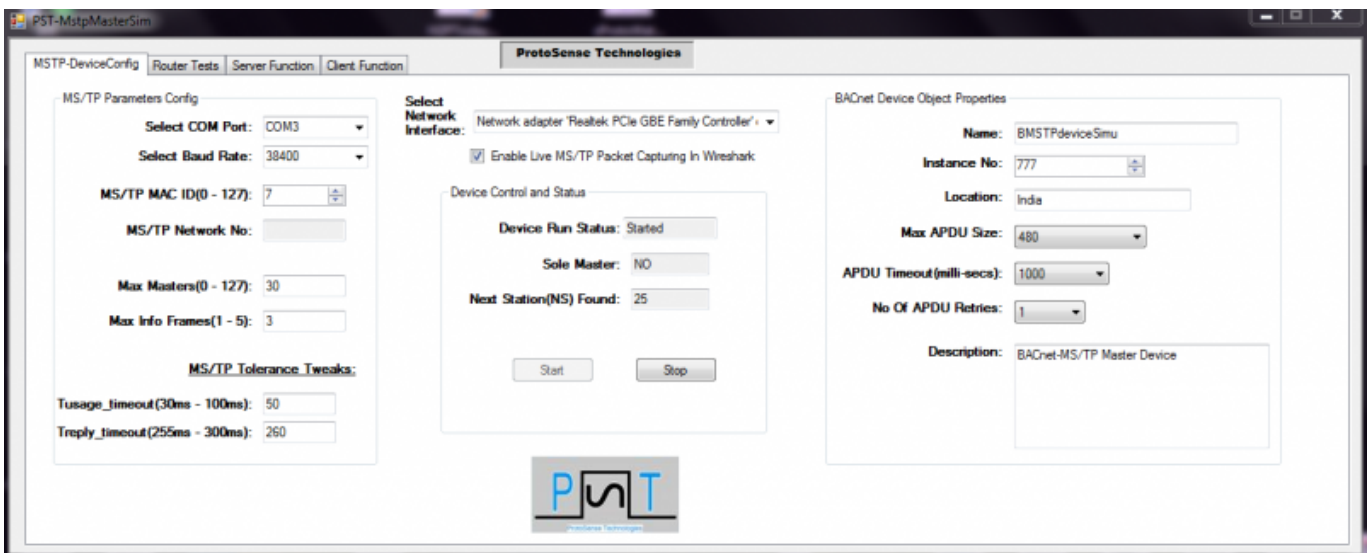 PST-MstpMasterSim
ProtoSense Technologies
MSTP-DeviceConfig Router Tests Server Function Client Function
MS/TP Parameters Config
Select COM Port: COM3
Select Baud Rate: 38400
MS/TP MAC ID(0 - 127): 7
MS/TP Network No:
Max Masters(0 - 127): 30
Max Info Frames(1 - 5): 3
MS/TP Tolerance Tweaks:
Tusage_timeout(30ms - 100ms): 50
Treply_timeout(255ms - 300ms): 260
Select
Network
Interface: Network adapter 'Realtek PCIe GBE Family Controller'
Enable Live MS/TP Packet Capturing In Wireshark
Device Control and Status
Device Run Status: Started
Sole Master: NO
Next Station(NS) Found: 25
Start Stop
PST
ProtoSense Technologies
BACnet Device Object Properties
Name: BMSTPdeviceSimu
Instance No: 777
Location: India
Max APDU Size: 480
APDU Timeout(milli-secs): 1000
No Of APDU Retries: 1
Description: BACnet-MS/TP Master Device